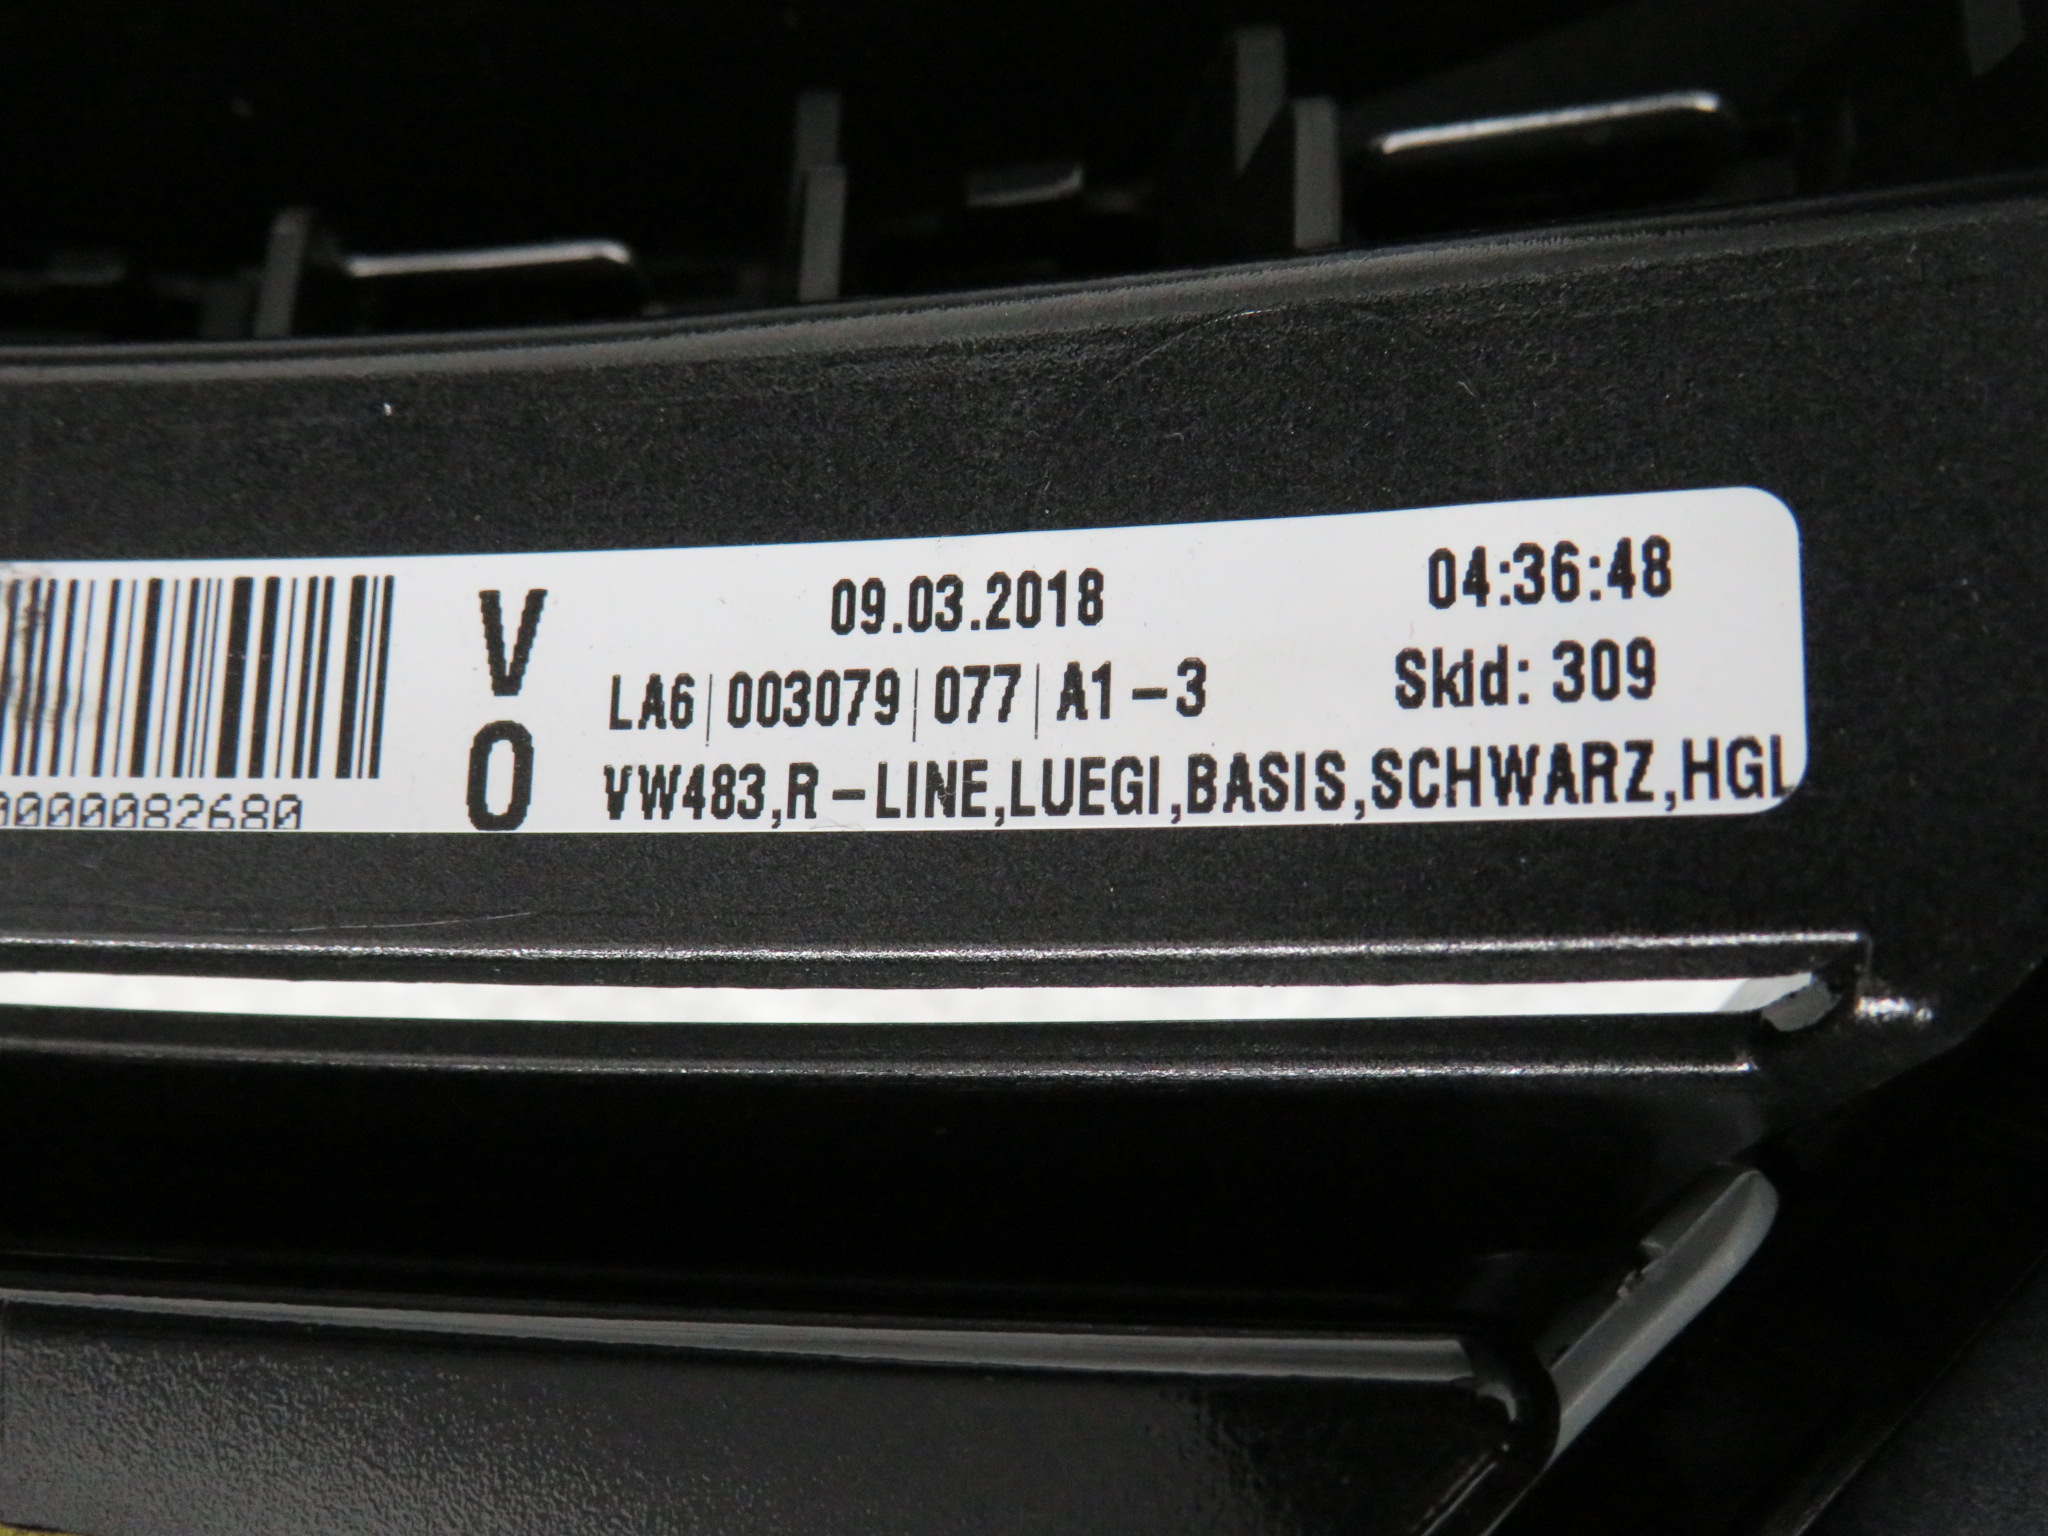 V
O
09.03.2018 04:36:48
LA6|003079|077|A1-3 SkId: 309
VW483,R-LINE,LUEGI,BASIS,SCHWARZ,HGL
0000082680